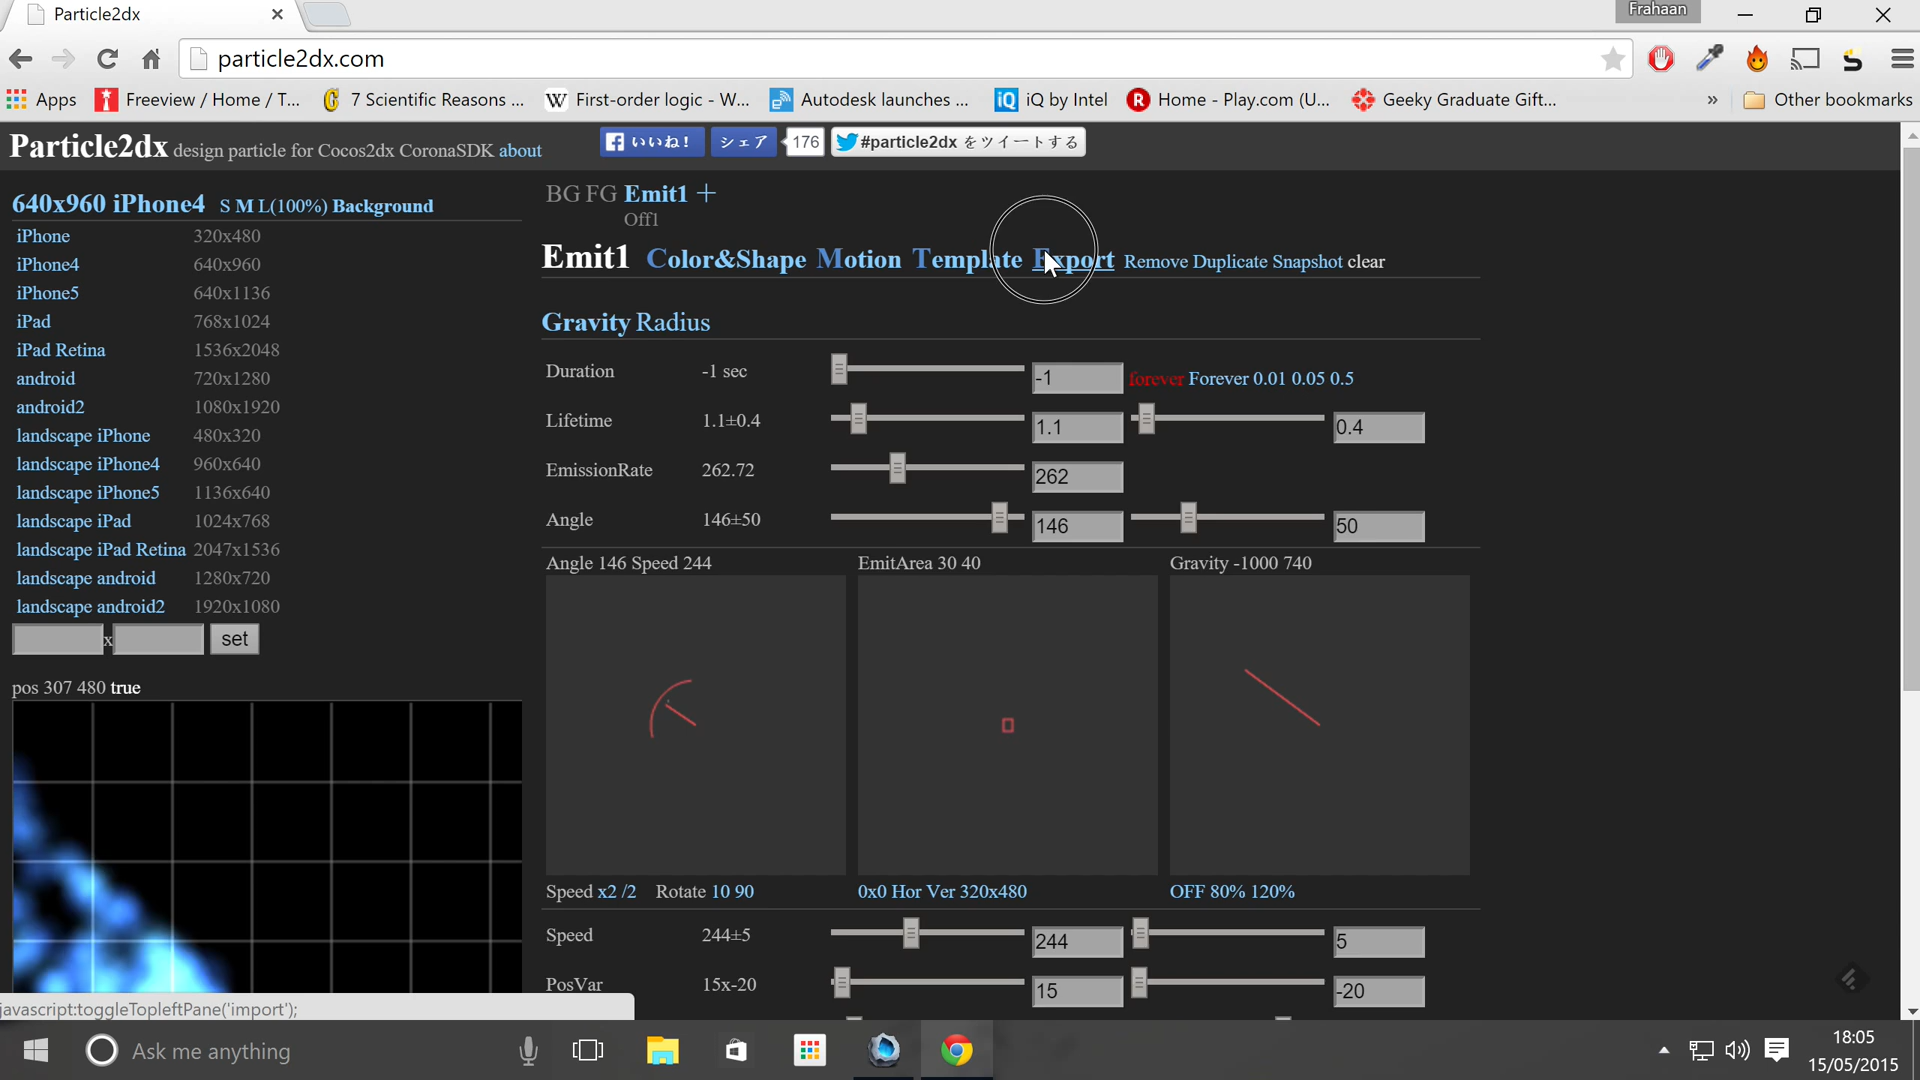 Particle2dx
Frahaan
particle2dx.com
Apps Freeview / Home / T... 7 Scientific Reasons ... First-order logic - W... Autodesk launches ... iQ by Intel Home - Play.com (U... Geeky Graduate Gift... » Other bookmarks
Particle2dx design particle for Cocos2dx CoronaSDK about いいね! シェア 176 #particle2dx をツイートする
640x960 iPhone4 S M L(100%) Background
iPhone 320x480
iPhone4 640x960
iPhone5 640x1136
iPad 768x1024
iPad Retina 1536x2048
android 720x1280
android2 1080x1920
landscape iPhone 480x320
landscape iPhone4 960x640
landscape iPhone5 1136x640
landscape iPad 1024x768
landscape iPad Retina 2047x1536
landscape android 1280x720
landscape android2 1920x1080
x set
pos 307 480 true
BG FG Emit1 +
Off1
Emit1 Color&Shape Motion Template Export Remove Duplicate Snapshot clear
Gravity Radius
Duration -1 sec -1 forever Forever 0.01 0.05 0.5
Lifetime 1.1±0.4 1.1 0.4
EmissionRate 262.72 262
Angle 146±50 146 50
Angle 146 Speed 244 EmitArea 30 40 Gravity -1000 740
Speed x2 /2 Rotate 10 90 0x0 Hor Ver 320x480 OFF 80% 120%
Speed 244±5 244 5
PosVar 15x-20 15 -20
javascript:toggleTopleftPane('import');
Ask me anything
18:05
15/05/2015